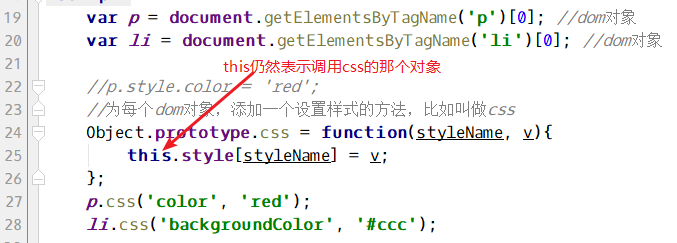 19 var p = document.getElementsByTagName('p')[0]; //dom对象
20 var li = document.getElementsByTagName('li')[0]; //dom对象
21 this仍然表示调用css的那个对象
22 //p.style.color = 'red';
23 //为每个dom对象，添加一个设置样式的方法，比如叫做css
24 Object.prototype.css = function(styleName, v){
25 this.style[styleName] = v;
26 };
27 p.css('color', 'red');
28 li.css('backgroundColor', '#ccc');